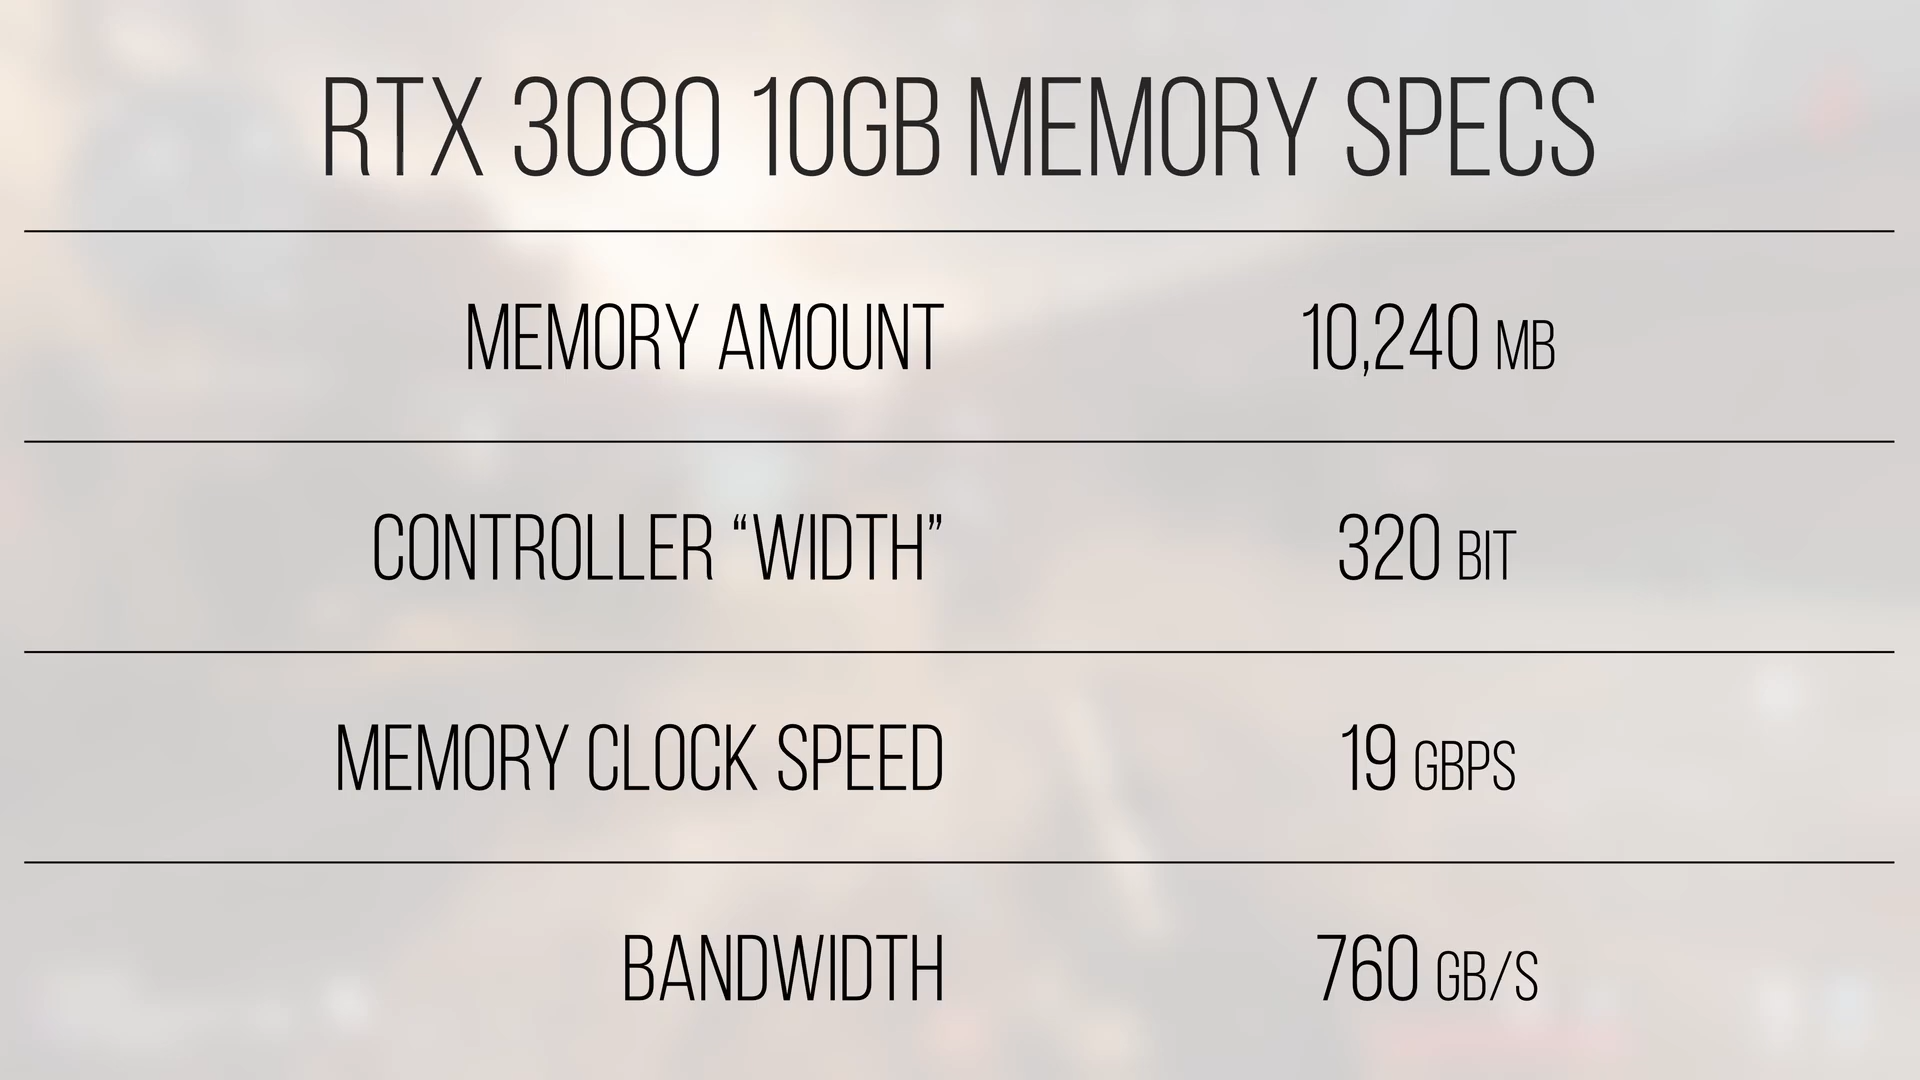 RTX 3080 10GB MEMORY SPECS
MEMORY AMOUNT 10,240 MB
CONTROLLER “WIDTH” 320 BIT
MEMORY CLOCK SPEED 19 GBPS
BANDWIDTH 760 GB/S